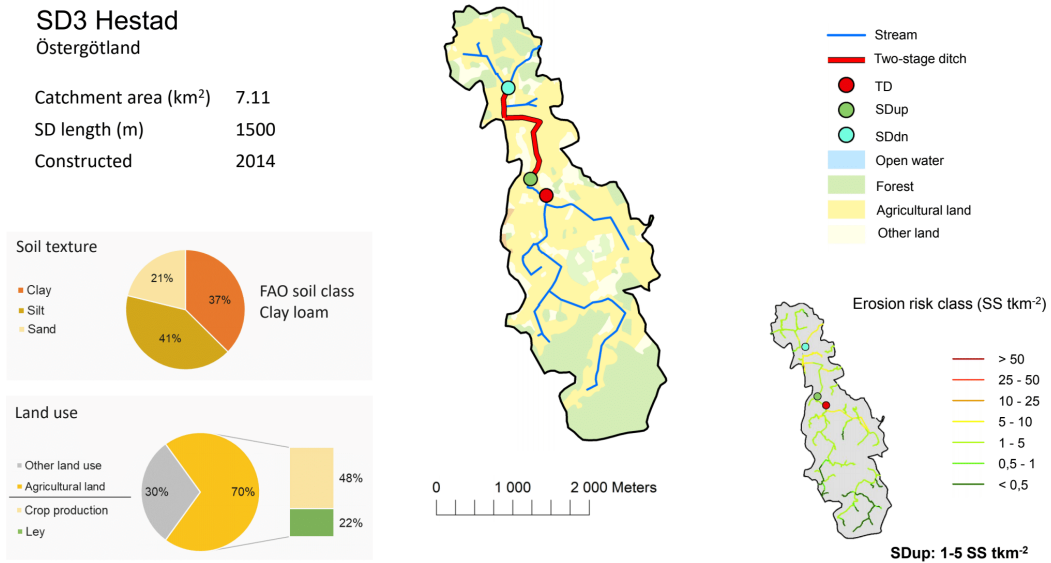 SD3 Hestad
Östergötland
Catchment area (km²) 7.11
SD length (m) 1500
Constructed 2014
Soil texture
Clay
Silt
Sand
21%
37%
41%
FAO soil class
Clay loam
Land use
Other land use
Agricultural land
Crop production
Ley
30%
70%
48%
22%
0 1 000 2 000 Meters
Stream
Two-stage ditch
TD
SDup
SDdn
Open water
Forest
Agricultural land
Other land
Erosion risk class (SS tkm⁻²)
> 50
25 - 50
10 - 25
5 - 10
1 - 5
0,5 - 1
< 0,5
SDup: 1-5 SS tkm⁻²